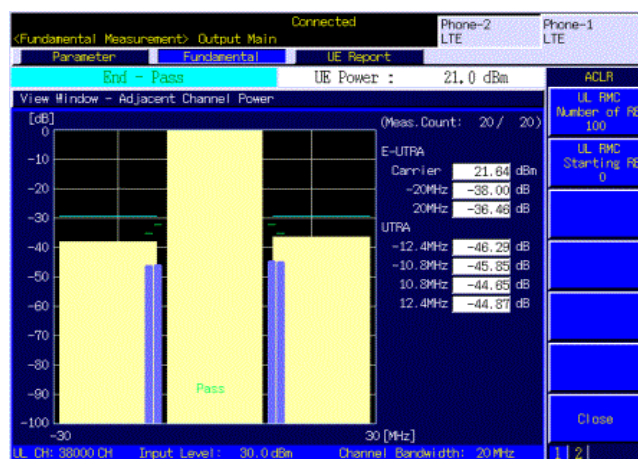 Connected
Phone-2
LTE
Phone-1
LTE
<Fundamental Measurement> Output Main
Parameter
Fundamental
UE Report
End - Pass
UE Power :
21.0 dBm
ACLR
View Window - Adjacent Channel Power
UL RMC
Number of RB
100
UL RMC
Starting RB
0
[dB]
0
-10
-20
-30
-40
-50
-60
-70
-80
-90
-100
Pass
-30
30 [MHz]
(Meas.Count: 20 / 20)
E-UTRA
Carrier 21.64 dBm
-20MHz -38.00 dB
20MHz -36.46 dB
UTRA
-12.4MHz -46.29 dB
-10.8MHz -45.85 dB
10.8MHz -44.65 dB
12.4MHz -44.87 dB
Close
UL CH: 38000 CH Input Level: 30.0 dBm Channel Bandwidth: 20 MHz
1 2